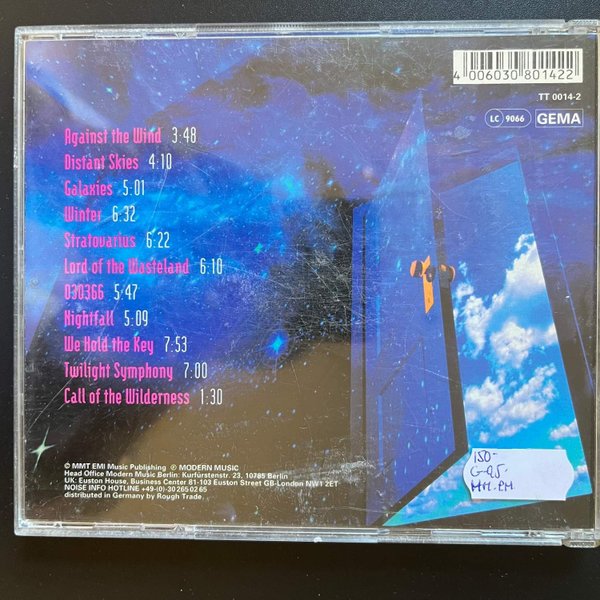 4 006030 801422
TT 0014-2
LC 9066 GEMA
Against the Wind 3:48
Distant Skies 4:10
Galaxies 5:01
Winter 6:32
Stratovarius 6:22
Lord of the Wasteland 6:10
030366 5:47
Nightfall 5:09
We Hold the Key 7:53
Twilight Symphony 7:00
Call of the Wilderness 1:30
© MMT EMI Music Publishing ℗ MODERN MUSIC
Head Office Modern Music Berlin: Kurfürstenstr. 23, 10785 Berlin
UK: Euston House, Business Center 81-103 Euston Street GB-London NW1 2ET
NOISE INFO HOTLINE +49-(0)-30 265 02 65
distributed in Germany by Rough Trade
150-